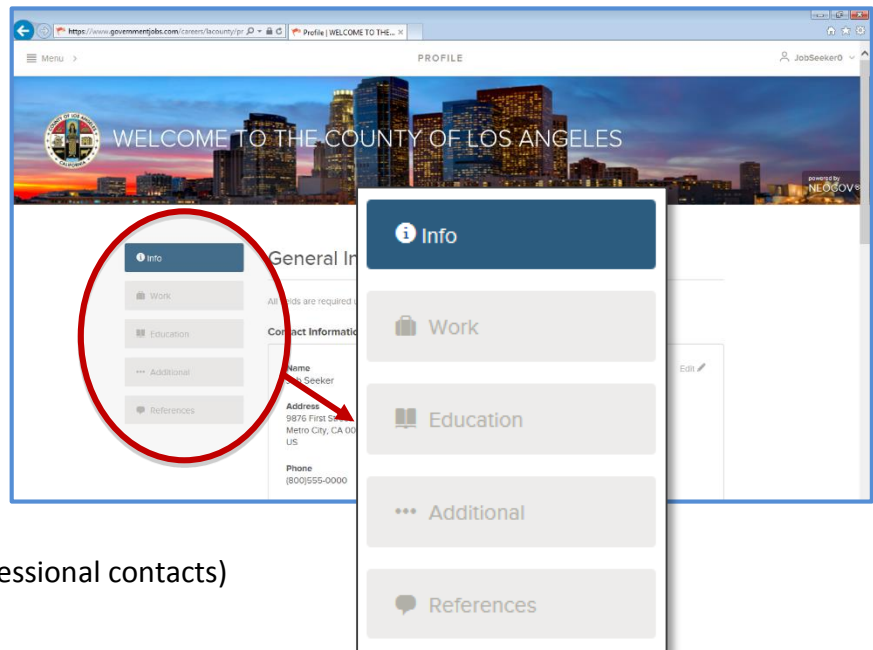 https://www.governmentjobs.com/careers/lacounty/pr
Profile | WELCOME TO THE...
Menu
PROFILE
JobSeeker0
WELCOME TO THE COUNTY OF LOS ANGELES
powered by
NEOGOV®
Info
Work
Education
Additional
References
General In
All fields are required u
Contact Informatio
Name
Job Seeker
Edit
Address
9876 First St
Metro City, CA 00
US
Phone
(800)555-0000
Info
Work
Education
Additional
References
essional contacts)